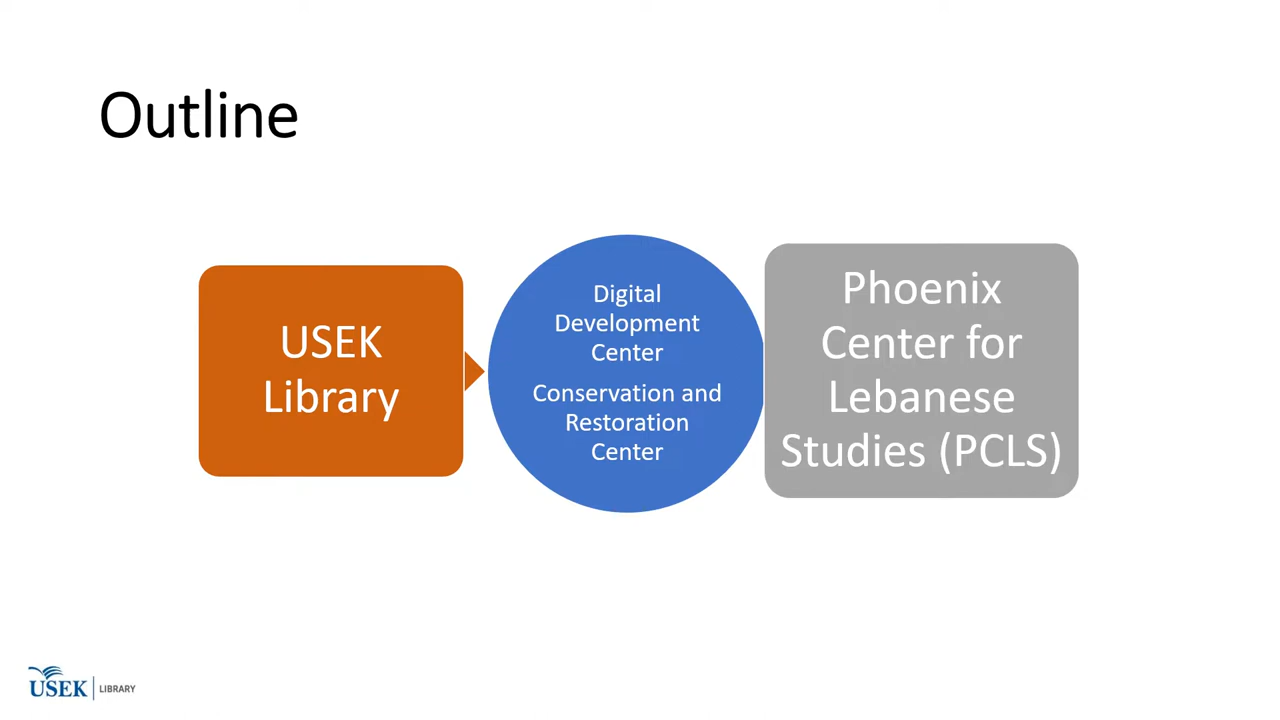 Outline
USEK
Library
Digital
Development
Center
Conservation and
Restoration
Center
Phoenix
Center for
Lebanese
Studies (PCLS)
USEK | LIBRARY